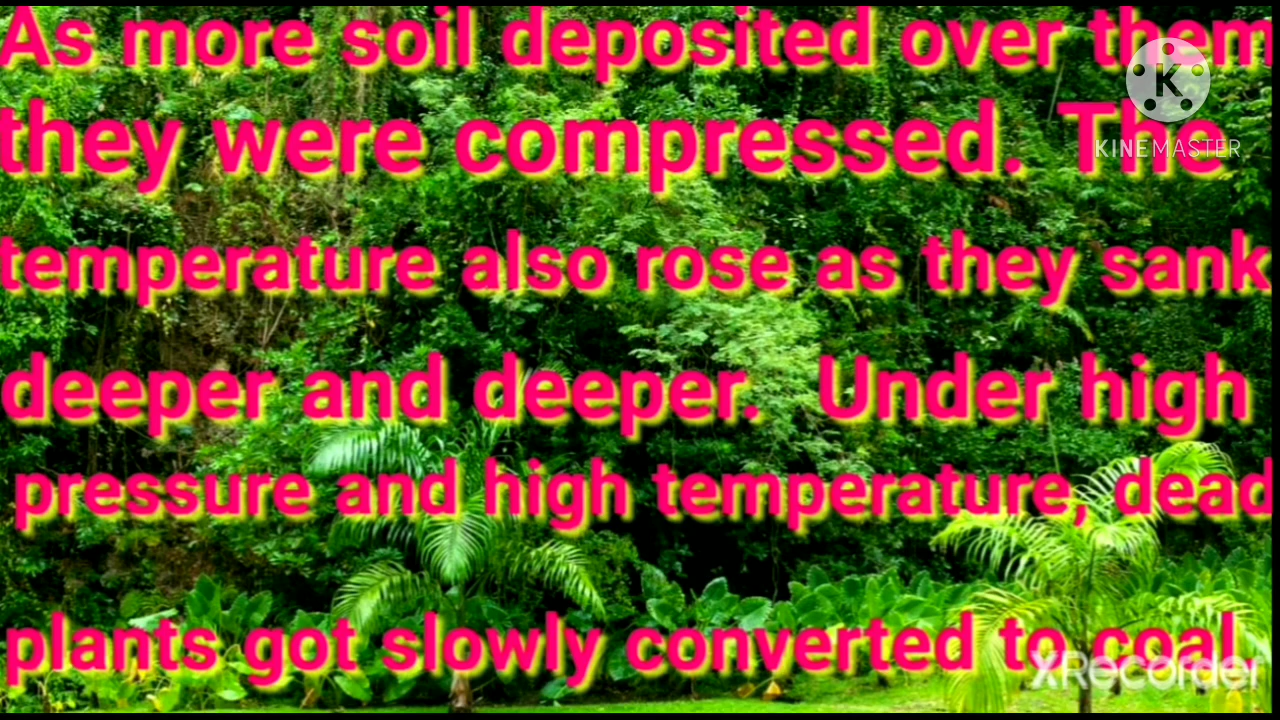 As more soil deposited over them
they were compressed. The
temperature also rose as they sank
deeper and deeper. Under high
pressure and high temperature, dead
plants got slowly converted to coal
K
KINEMASTER
XRecorder